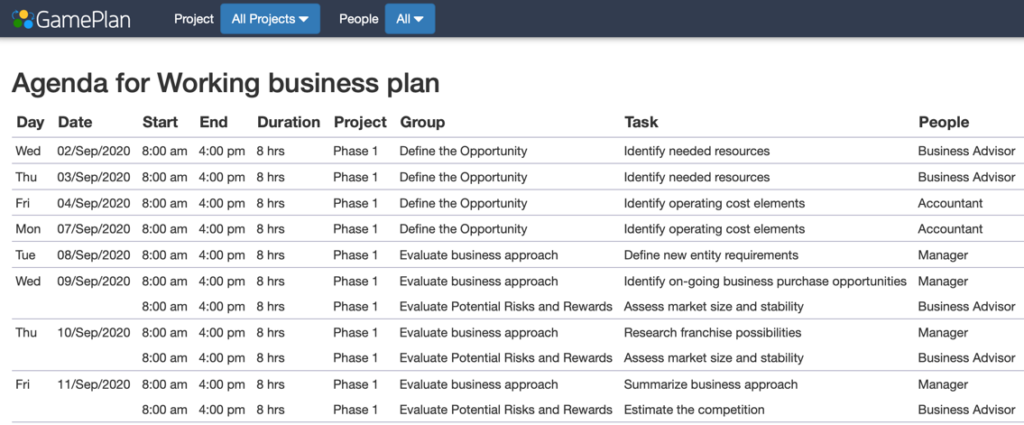 GamePlan Project All Projects People All
Agenda for Working business plan
Day Date Start End Duration Project Group Task People
Wed 02/Sep/2020 8:00 am 4:00 pm 8 hrs Phase 1 Define the Opportunity Identify needed resources Business Advisor
Thu 03/Sep/2020 8:00 am 4:00 pm 8 hrs Phase 1 Define the Opportunity Identify needed resources Business Advisor
Fri 04/Sep/2020 8:00 am 4:00 pm 8 hrs Phase 1 Define the Opportunity Identify operating cost elements Accountant
Mon 07/Sep/2020 8:00 am 4:00 pm 8 hrs Phase 1 Define the Opportunity Identify operating cost elements Accountant
Tue 08/Sep/2020 8:00 am 4:00 pm 8 hrs Phase 1 Evaluate business approach Define new entity requirements Manager
Wed 09/Sep/2020 8:00 am 4:00 pm 8 hrs Phase 1 Evaluate business approach Identify on-going business purchase opportunities Manager
8:00 am 4:00 pm 8 hrs Phase 1 Evaluate Potential Risks and Rewards Assess market size and stability Business Advisor
Thu 10/Sep/2020 8:00 am 4:00 pm 8 hrs Phase 1 Evaluate business approach Research franchise possibilities Manager
8:00 am 4:00 pm 8 hrs Phase 1 Evaluate Potential Risks and Rewards Assess market size and stability Business Advisor
Fri 11/Sep/2020 8:00 am 4:00 pm 8 hrs Phase 1 Evaluate business approach Summarize business approach Manager
8:00 am 4:00 pm 8 hrs Phase 1 Evaluate Potential Risks and Rewards Estimate the competition Business Advisor